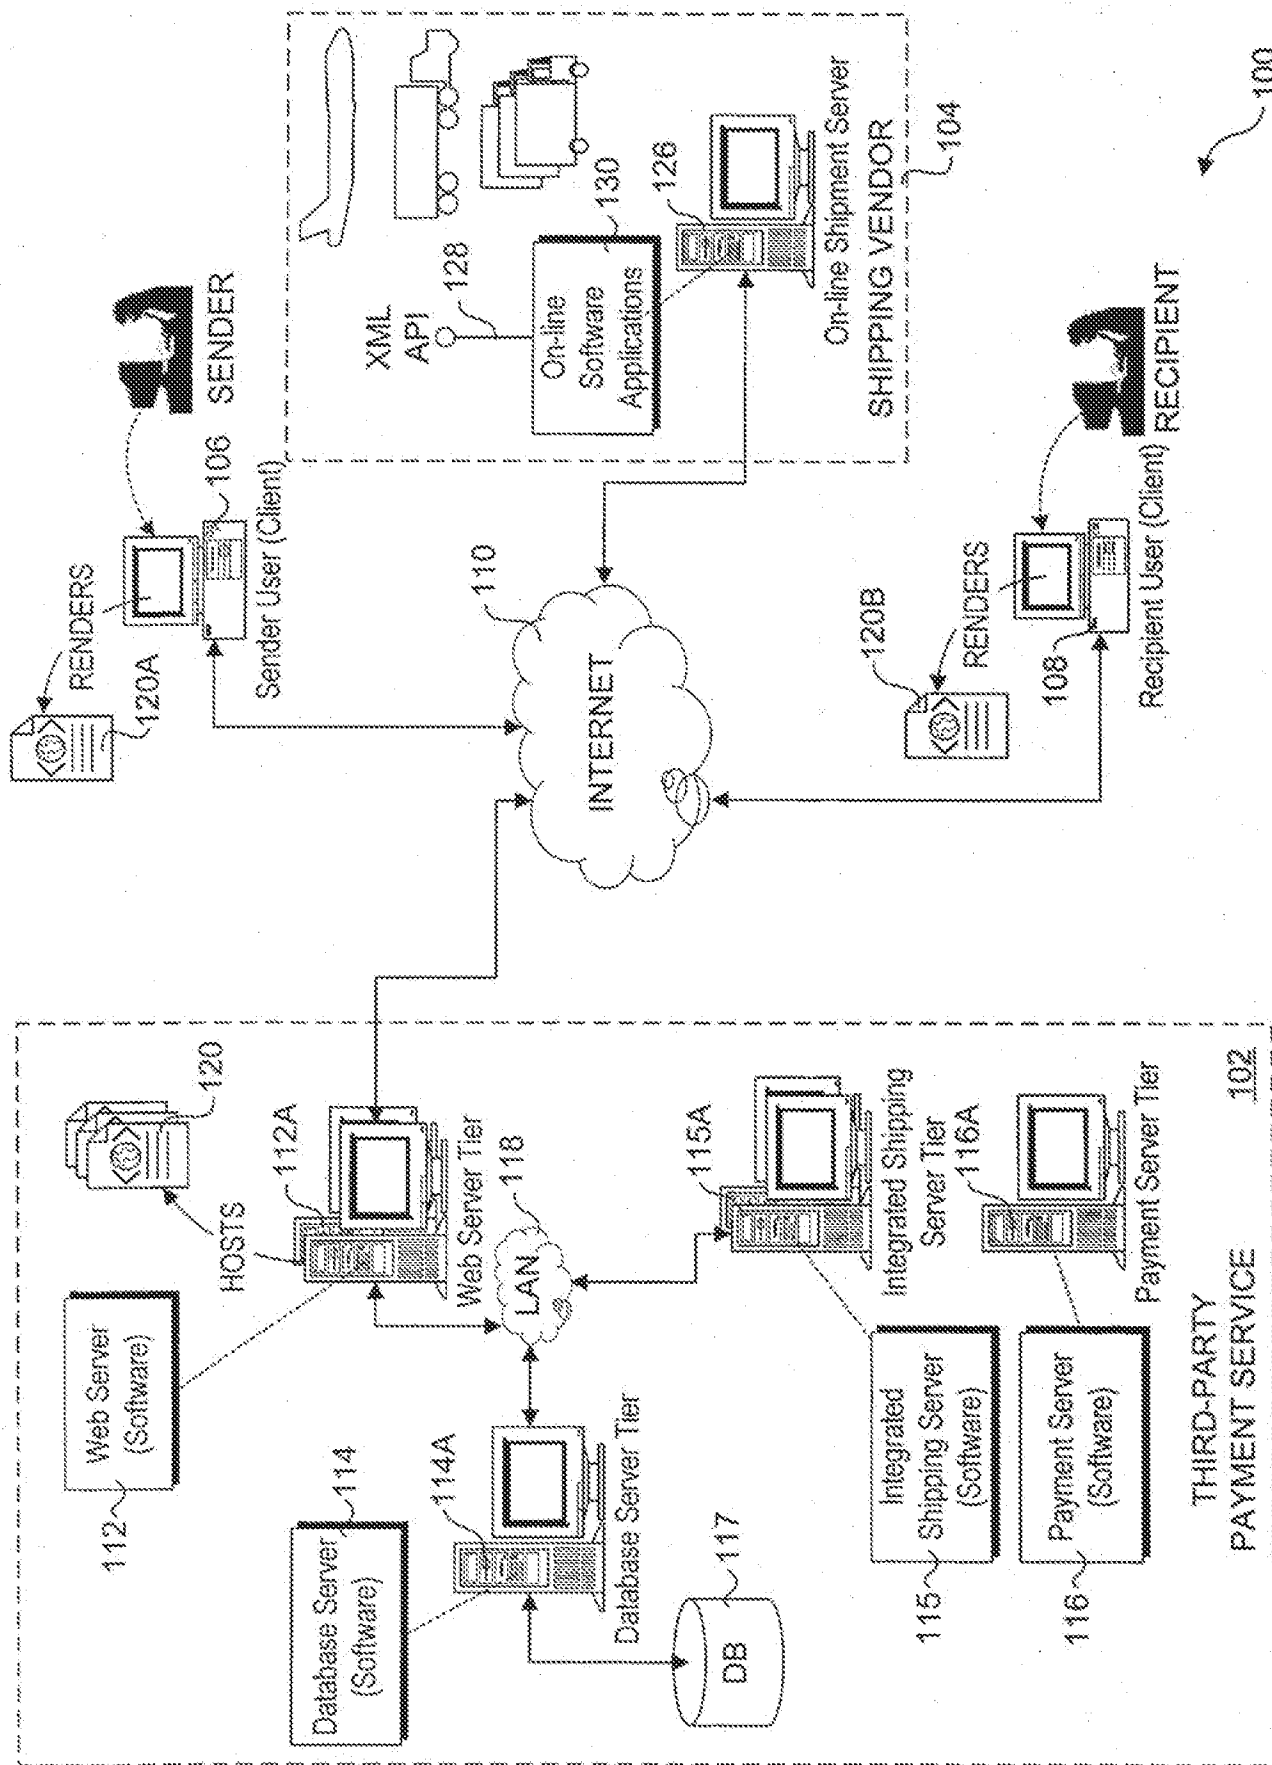 Web Server
(Software)
112
HOSTS
120
112A
Web Server Tier
Database Server
(Software)
114
114A
Database Server Tier
DB
117
LAN
118
115A
Integrated Shipping
Server Tier
Integrated
Shipping Server
(Software)
115
116A
Payment Server Tier
Payment Server
(Software)
116
THIRD-PARTY
PAYMENT SERVICE
102
INTERNET
110
120A
RENDERS
106
Sender User (Client)
SENDER
XML
API
128
On-line
Software
Applications
130
126
On-line Shipment Server
SHIPPING VENDOR
104
120B
RENDERS
108
Recipient User (Client)
RECIPIENT
100